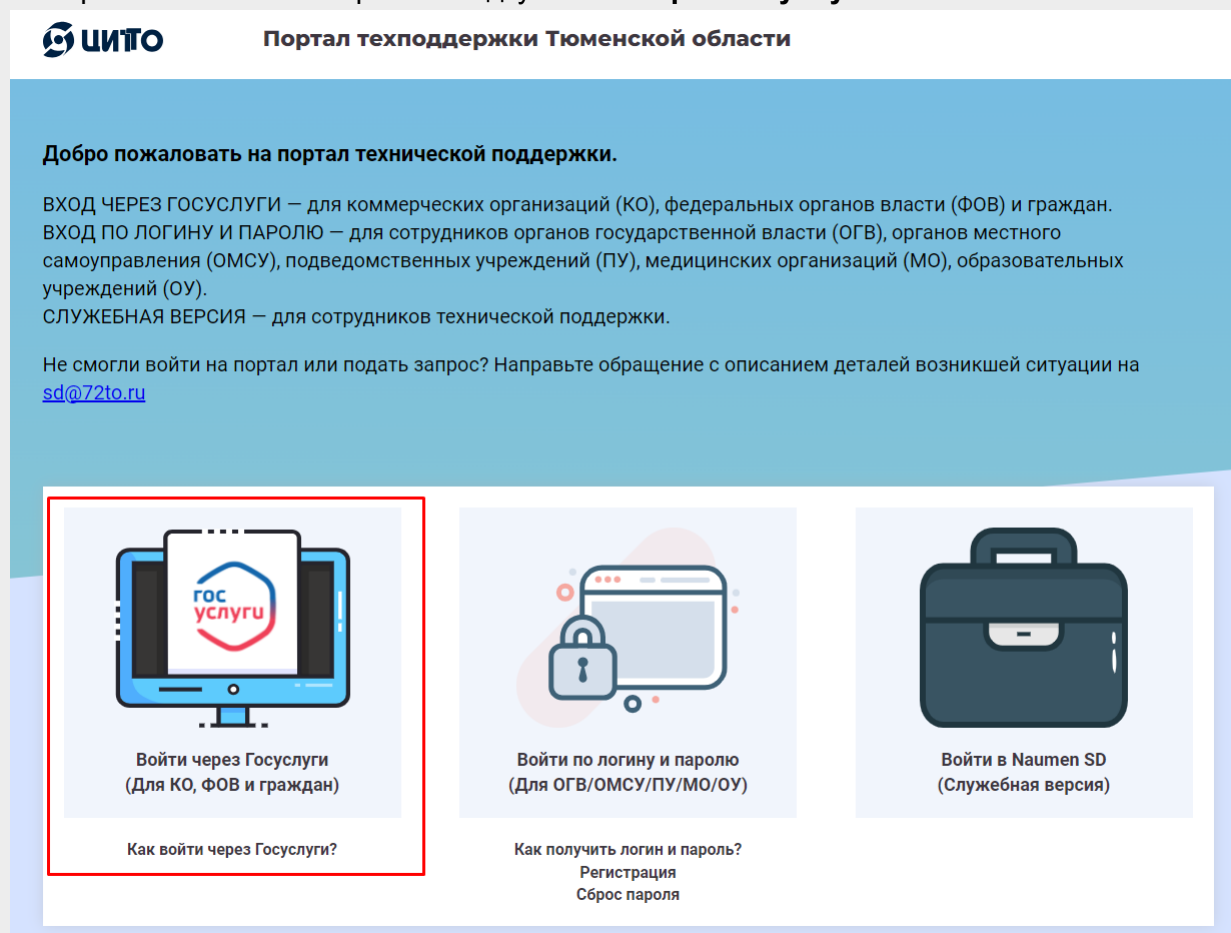 ЦИТТО
Портал техподдержки Тюменской области
Добро пожаловать на портал технической поддержки.
ВХОД ЧЕРЕЗ ГОСУСЛУГИ — для коммерческих организаций (КО), федеральных органов власти (ФОВ) и граждан.
ВХОД ПО ЛОГИНУ И ПАРОЛЮ — для сотрудников органов государственной власти (ОГВ), органов местного
самоуправления (ОМСУ), подведомственных учреждений (ПУ), медицинских организаций (МО), образовательных
учреждений (ОУ).
СЛУЖЕБНАЯ ВЕРСИЯ — для сотрудников технической поддержки.
Не смогли войти на портал или подать запрос? Направьте обращение с описанием деталей возникшей ситуации на
sd@72to.ru
гос
услуги
Войти через Госуслуги
(Для КО, ФОВ и граждан)
Как войти через Госуслуги?
Войти по логину и паролю
(Для ОГВ/ОМСУ/ПУ/МО/ОУ)
Как получить логин и пароль?
Регистрация
Сброс пароля
Войти в Naumen SD
(Служебная версия)